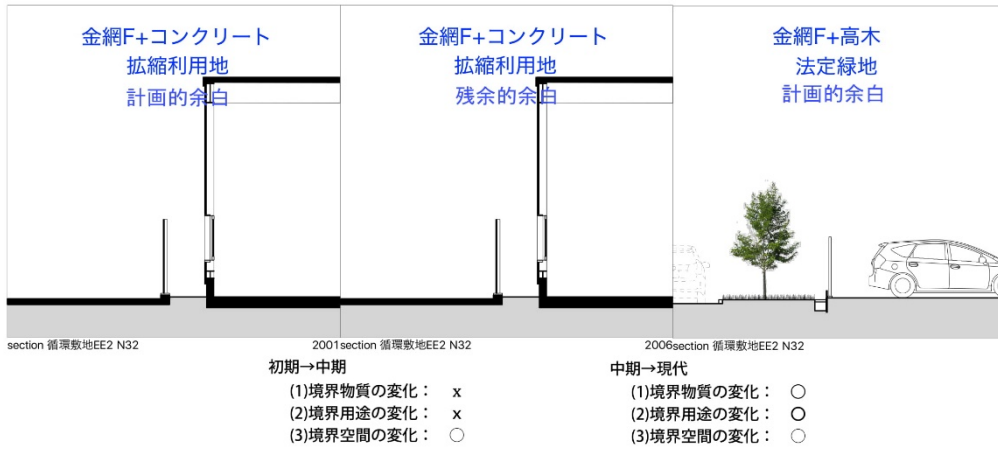 金網F+コンクリート
拡縮利用地
計画的余白
金網F+コンクリート
拡縮利用地
残余的余白
金網F+高木
法定緑地
計画的余白
section 循環敷地EE2 N32
2001section 循環敷地EE2 N32
2006section 循環敷地EE2 N32
初期→中期
(1)境界物質の変化： x
(2)境界用途の変化： x
(3)境界空間の変化： ○
中期→現代
(1)境界物質の変化： ○
(2)境界用途の変化： ○
(3)境界空間の変化： ○